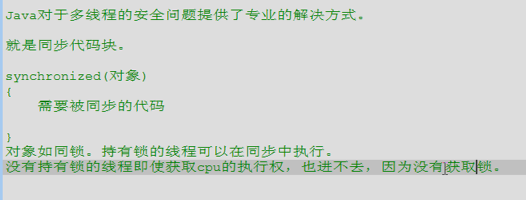 Java对于多线程的安全问题提供了专业的解决方式。
就是同步代码块。
synchronized(对象)
{
需要被同步的代码
}
对象如同锁。持有锁的线程可以在同步中执行。
没有持有锁的线程即使获取cpu的执行权，也进不去，因为没有获取锁。